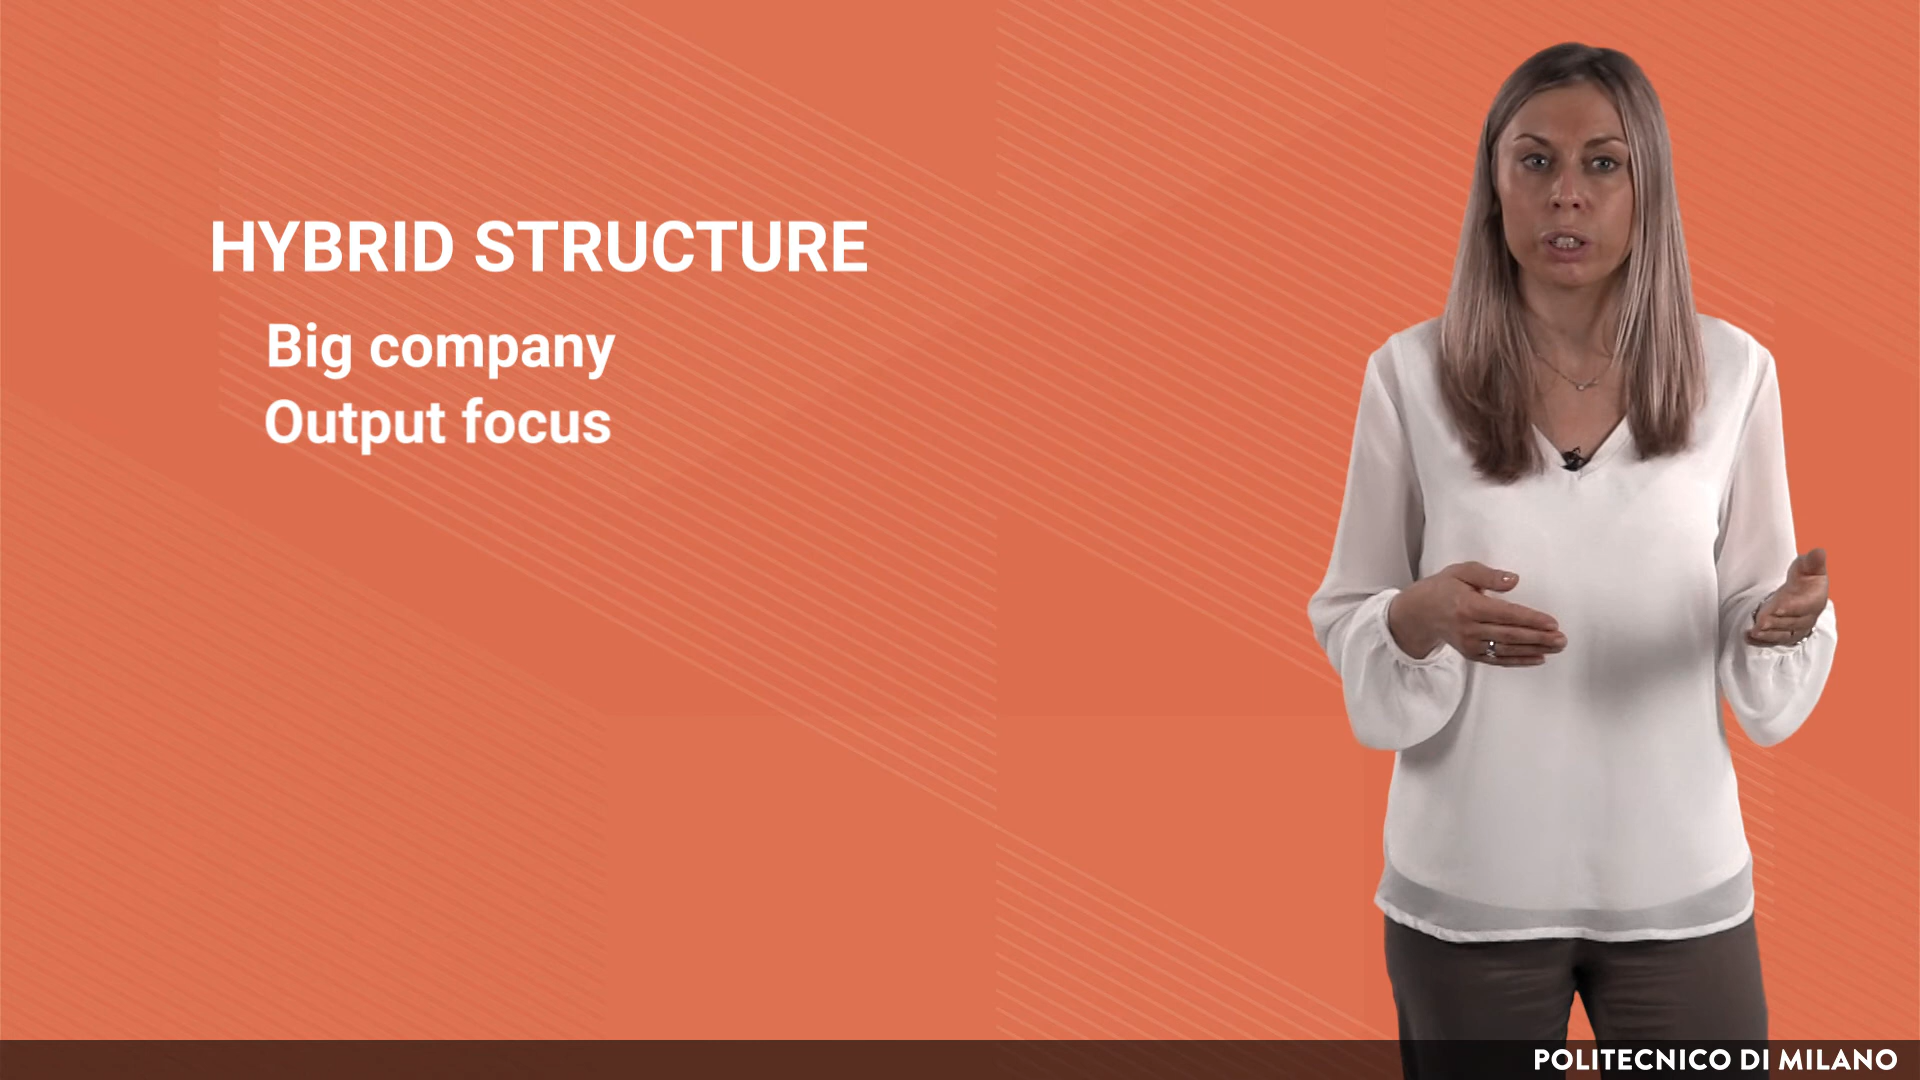 HYBRID STRUCTURE
Big company
Output focus
POLITECNICO DI MILANO